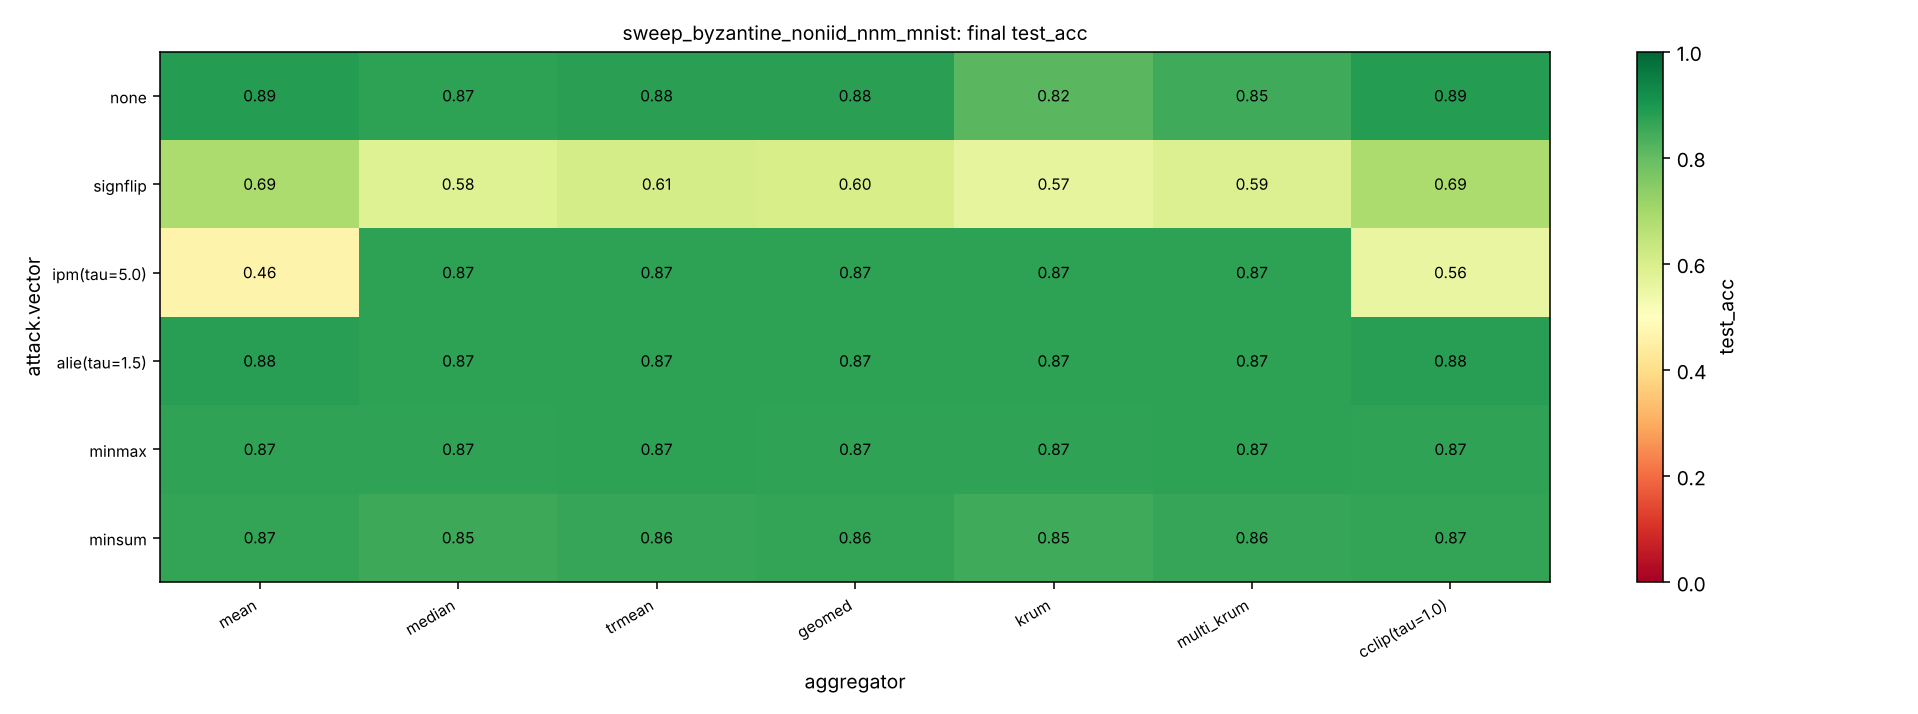 sweep_byzantine_noniid_nnm_mnist: final test_acc
attack.vector
none 0.89 0.87 0.88 0.88 0.82 0.85 0.89
signflip 0.69 0.58 0.61 0.60 0.57 0.59 0.69
ipm(tau=5.0) 0.46 0.87 0.87 0.87 0.87 0.87 0.56
alie(tau=1.5) 0.88 0.87 0.87 0.87 0.87 0.87 0.88
minmax 0.87 0.87 0.87 0.87 0.87 0.87 0.87
minsum 0.87 0.85 0.86 0.86 0.85 0.86 0.87
mean median trmean geomed krum multi_krum cclip(tau=1.0)
aggregator
1.0
0.8
0.6
0.4
0.2
0.0
test_acc